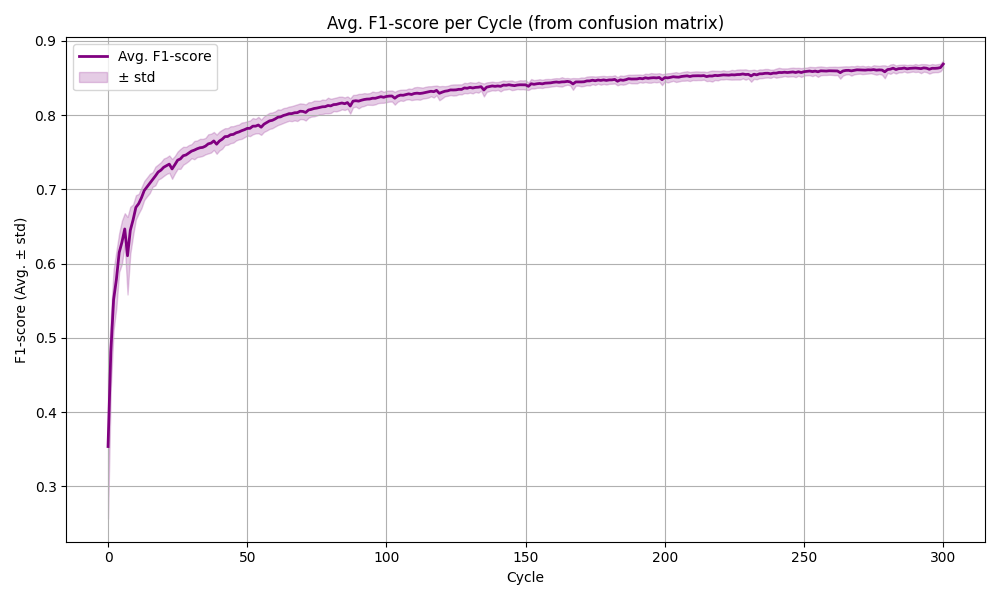 Avg. F1-score per Cycle (from confusion matrix)
Avg. F1-score
± std
F1-score (Avg. ± std)
0.9
0.8
0.7
0.6
0.5
0.4
0.3
0 50 100 150 200 250 300
Cycle